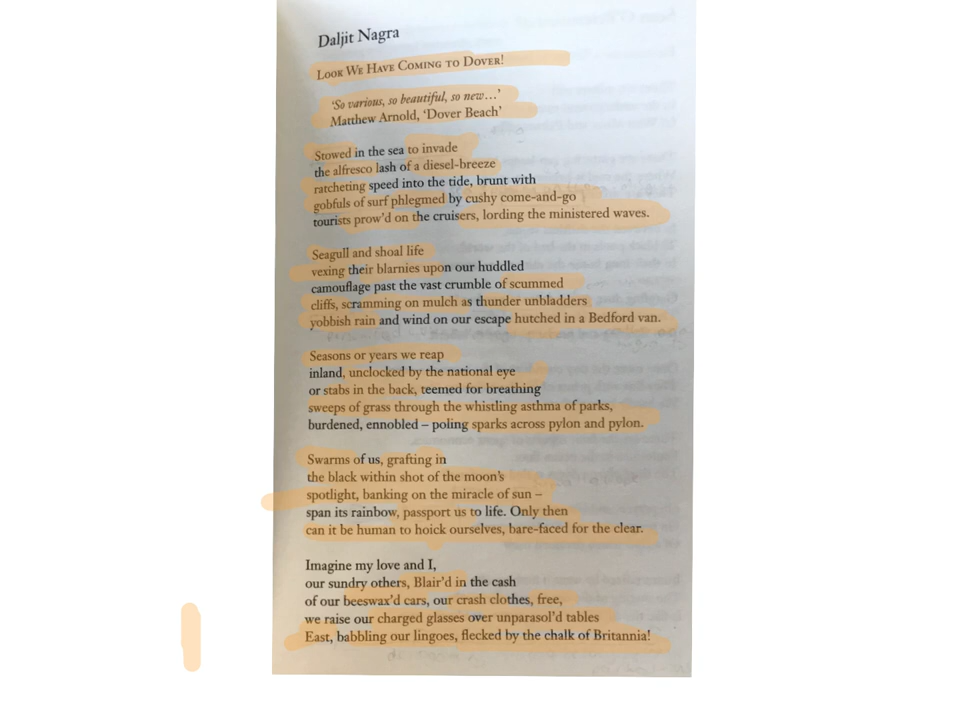 Daljit Nagra
Look We Have Coming to Dover!
‘So various, so beautiful, so new…’
Matthew Arnold, ‘Dover Beach’
Stowed in the sea to invade
the alfresco lash of a diesel-breeze
ratcheting speed into the tide, brunt with
gobfuls of surf phlegmed by cushy come-and-go
tourists prow’d on the cruisers, lording the ministered waves.
Seagull and shoal life
vexing their blarnies upon our huddled
camouflage past the vast crumble of scummed
cliffs, scramming on mulch as thunder unbladders
yobbish rain and wind on our escape hutched in a Bedford van.
Seasons or years we reap
inland, unclocked by the national eye
or stabs in the back, teemed for breathing
sweeps of grass through the whistling asthma of parks,
burdened, ennobled – poling sparks across pylon and pylon.
Swarms of us, grafting in
the black within shot of the moon’s
spotlight, banking on the miracle of sun –
span its rainbow, passport us to life. Only then
can it be human to hoick ourselves, bare-faced for the clear.
Imagine my love and I,
our sundry others, Blair’d in the cash
of our beeswax’d cars, our crash clothes, free,
we raise our charged glasses over unparasol’d tables
East, babbling our lingoes, flecked by the chalk of Britannia!